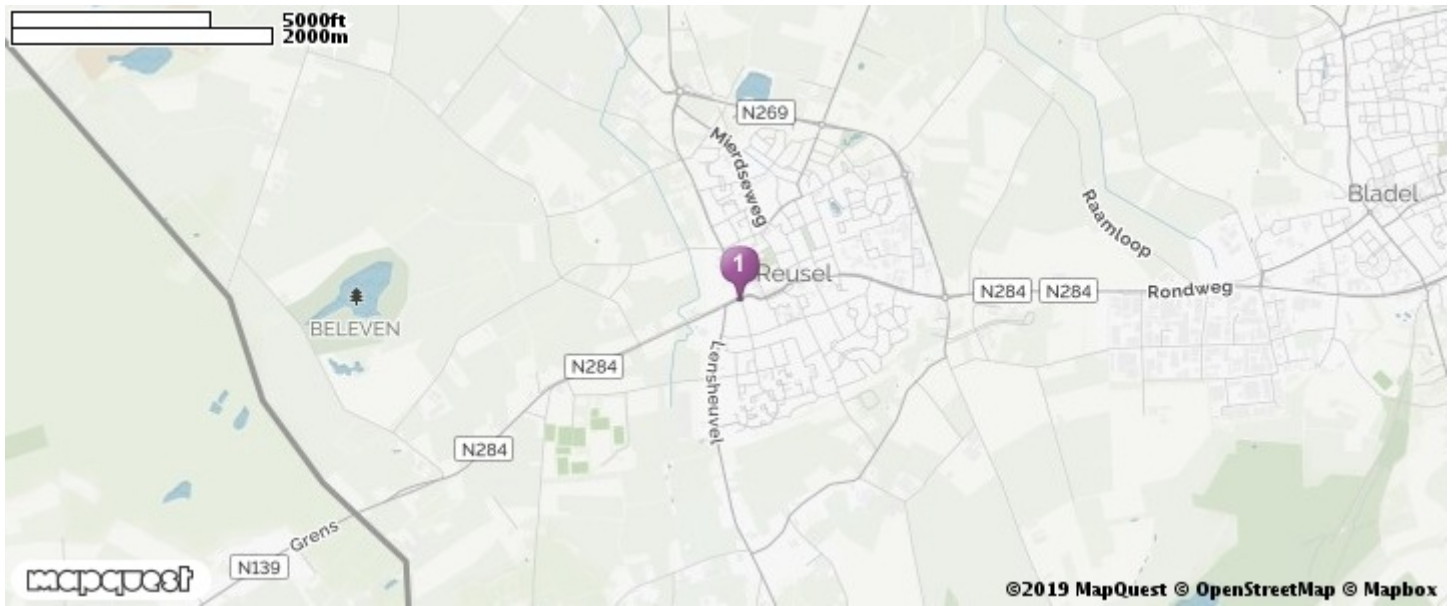 5000ft
2000m
N269
Mierdseweg
Bladel
Raamloop
1
Reusel
N284
N284
Rondweg
BELEVEN
N284
Lensheuvel
N284
Grens
N139
mapquest
©2019 MapQuest © OpenStreetMap © Mapbox